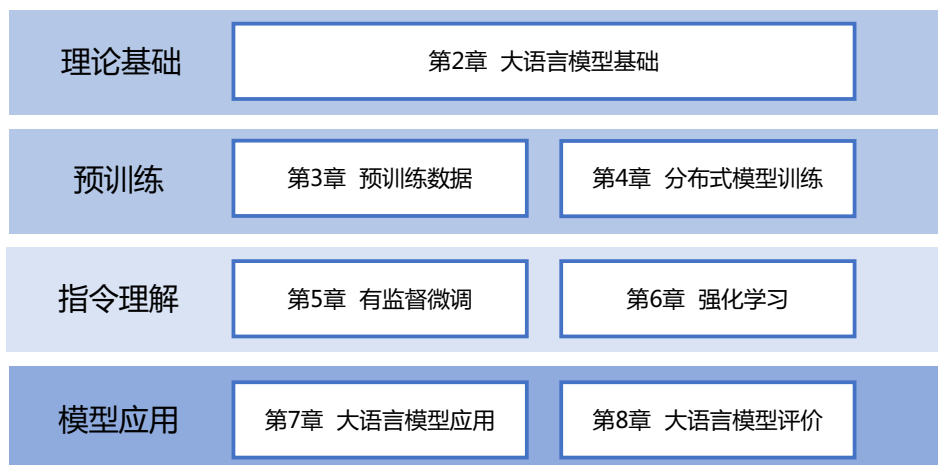 理论基础
第2章 大语言模型基础
预训练
第3章 预训练数据
第4章 分布式模型训练
指令理解
第5章 有监督微调
第6章 强化学习
模型应用
第7章 大语言模型应用
第8章 大语言模型评价